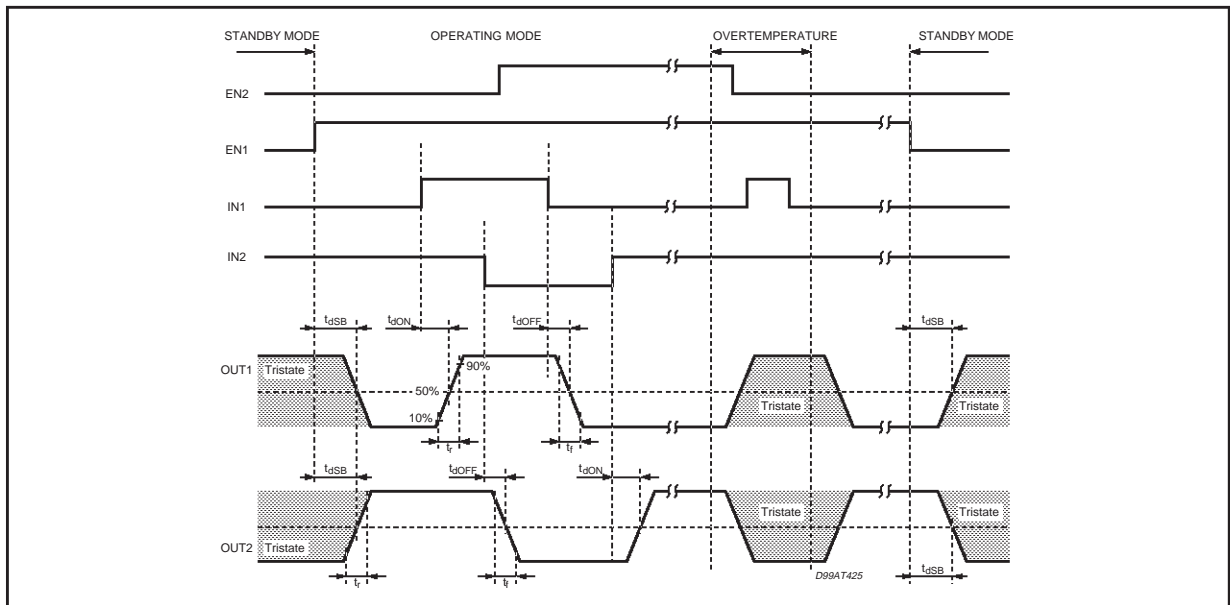 STANDBY MODE OPERATING MODE OVERTEMPERATURE STANDBY MODE
EN2
EN1
IN1
IN2
tdSB tdON tdOFF tdSB
OUT1 Tristate 90%
50%
Tristate Tristate
10%
tr tf
tdSB tdOFF tdON
Tristate Tristate
OUT2 Tristate
D99AT425
tr tf tdSB